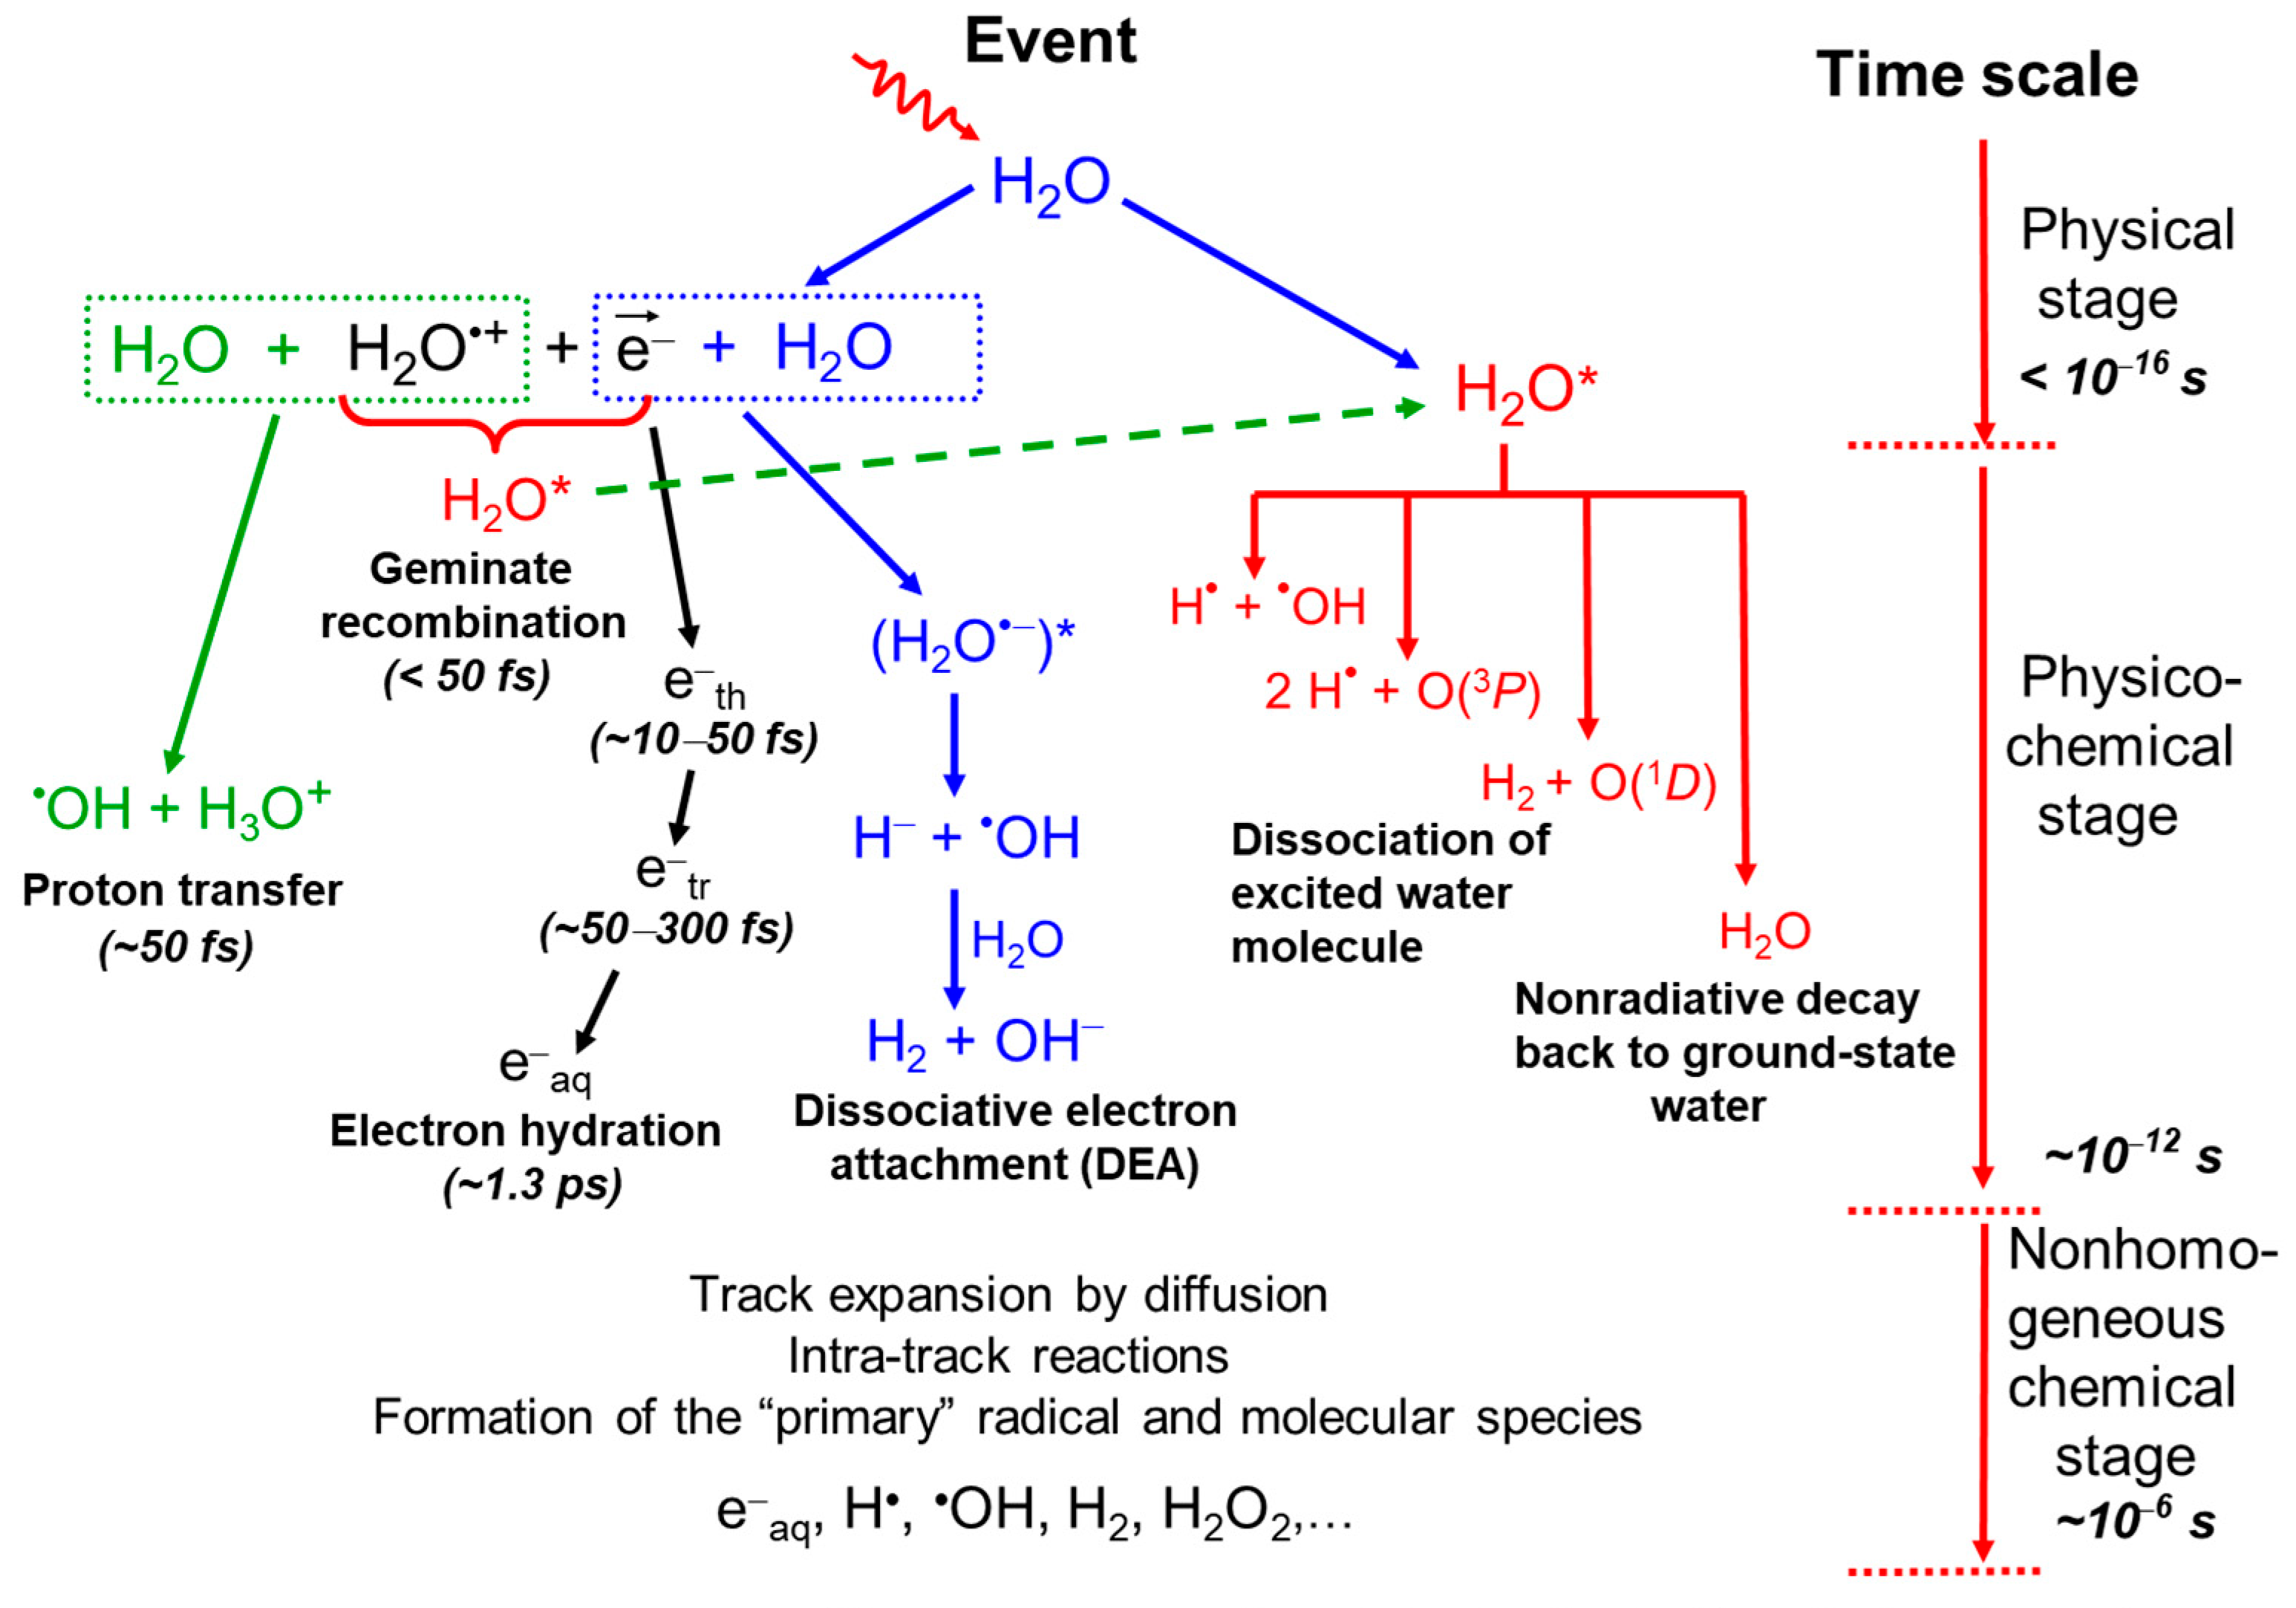 Event
Time scale
H₂O
Physical
stage
< 10⁻¹⁶ s
H₂O + H₂O•⁺ + e⁻ + H₂O
H₂O*
H₂O*
Geminate
recombination
(< 50 fs)
e⁻th
(~10–50 fs)
e⁻tr
(~50–300 fs)
e⁻aq
Electron hydration
(~1.3 ps)
•OH + H₃O⁺
Proton transfer
(~50 fs)
(H₂O•⁻)*
H⁻ + •OH
H₂O
H₂ + OH⁻
Dissociative electron
attachment (DEA)
H• + •OH
2 H• + O(³P)
H₂ + O(¹D)
Dissociation of
excited water
molecule
H₂O
Nonradiative decay
back to ground-state
water
Physico-
chemical
stage
~10⁻¹² s
Track expansion by diffusion
Intra-track reactions
Formation of the “primary” radical and molecular species
e⁻aq, H•, •OH, H₂, H₂O₂,…
Nonhomo-
geneous
chemical
stage
~10⁻⁶ s